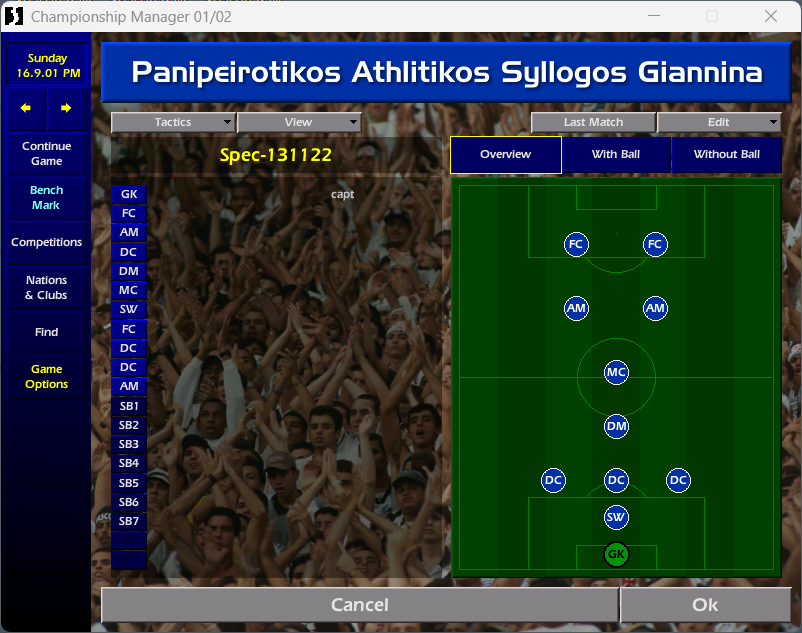 Championship Manager 01/02
Sunday
16.9.01 PM
Continue
Game
Bench
Mark
Competitions
Nations
& Clubs
Find
Game
Options
Panipeirotikos Athlitikos Syllogos Giannina
Tactics View Last Match Edit
Spec-131122
Overview With Ball Without Ball
GK capt
FC
AM
DC
DM
MC
SW
FC
DC
DC
AM
SB1
SB2
SB3
SB4
SB5
SB6
SB7
FC FC
AM AM
MC
DM
DC DC DC
SW
GK
Cancel Ok